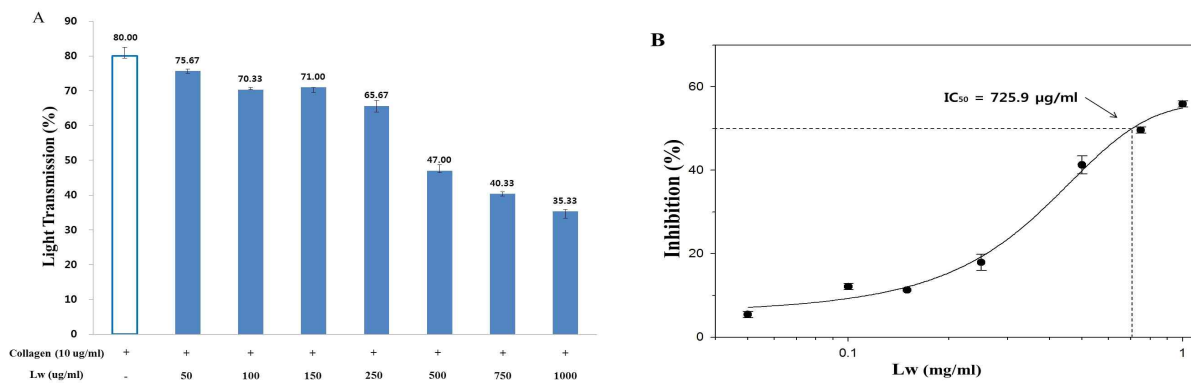 A
Light Transmission (%)
90
80
70
60
50
40
30
20
10
0
80.00
75.67
70.33
71.00
65.67
47.00
40.33
35.33
Collagen (10 ug/ml) + + + + + + + +
Lw (ug/ml) - 50 100 150 250 500 750 1000
B
Inhibition (%)
60
40
20
0
IC₅₀ = 725.9 µg/ml
0.1 1
Lw (mg/ml)